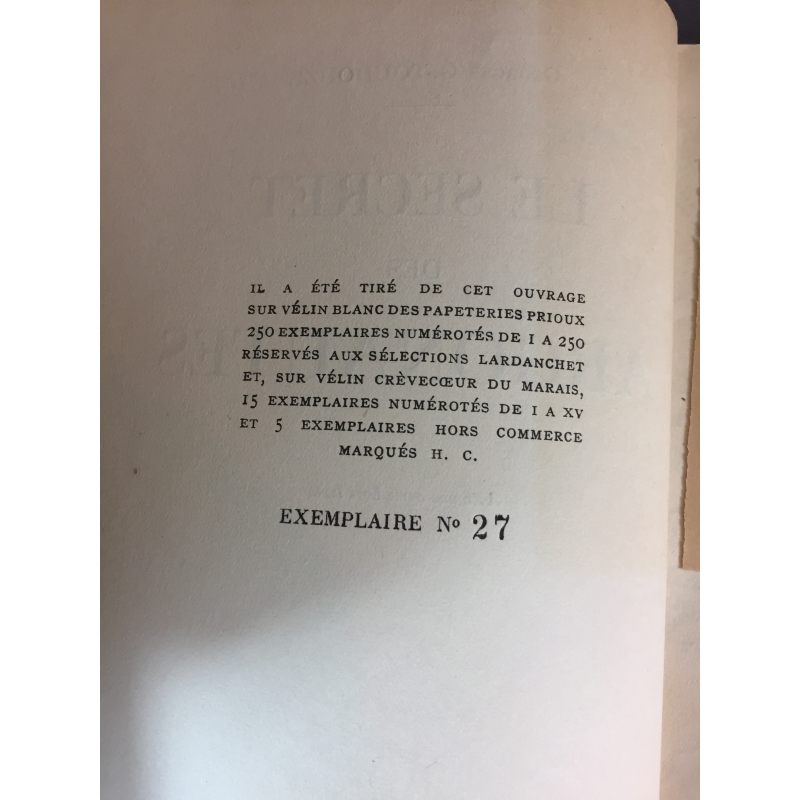 IL A ÉTÉ TIRÉ DE CET OUVRAGE
SUR VÉLIN BLANC DES PAPETERIES PRIOUX
250 EXEMPLAIRES NUMÉROTÉS DE I A 250
RÉSERVÉS AUX SÉLECTIONS LARDANCHET
ET, SUR VÉLIN CRÈVECŒUR DU MARAIS,
15 EXEMPLAIRES NUMÉROTÉS DE I A XV
ET 5 EXEMPLAIRES HORS COMMERCE
MARQUÉS H. C.
EXEMPLAIRE Nº 27